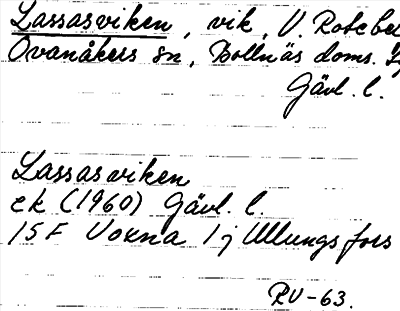 Lassasviken, vik, V. Rotebe
Ovanåkers sn, Bollnäs doms.
Gävl. l.
Lassasviken
ek (1960) Gävl. l.
15F Voxna 1j Ullungsfors
RV-63.